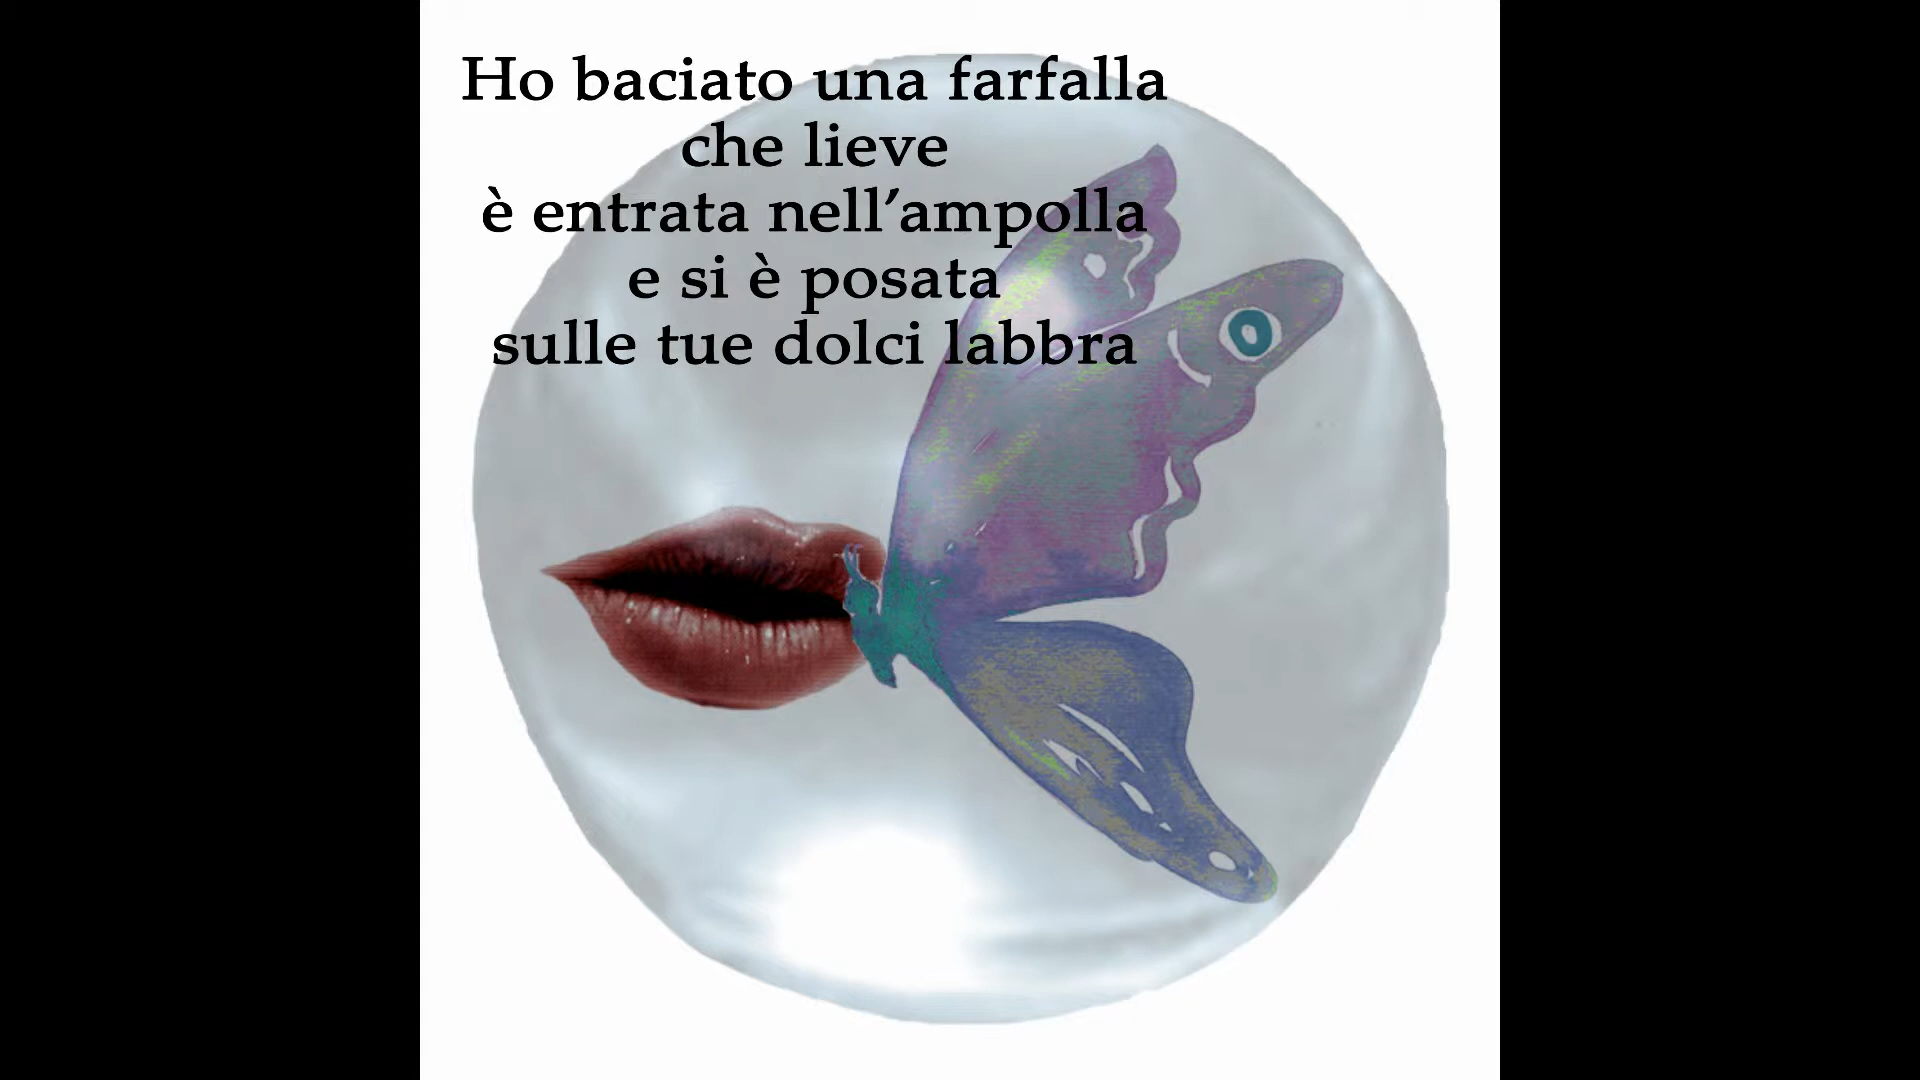 Ho baciato una farfalla
che lieve
è entrata nell’ampolla
e si è posata
sulle tue dolci labbra